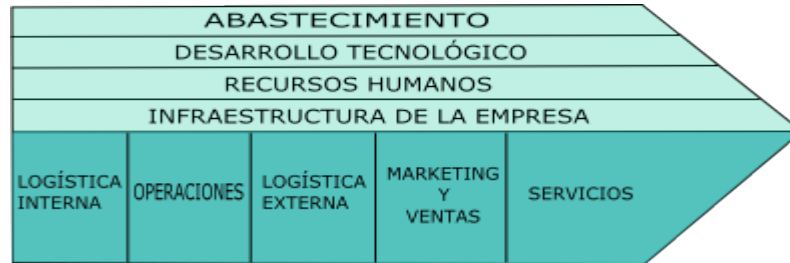 ABASTECIMIENTO
DESARROLLO TECNOLÓGICO
RECURSOS HUMANOS
INFRAESTRUCTURA DE LA EMPRESA
LOGÍSTICA
INTERNA
OPERACIONES
LOGÍSTICA
EXTERNA
MARKETING
Y
VENTAS
SERVICIOS